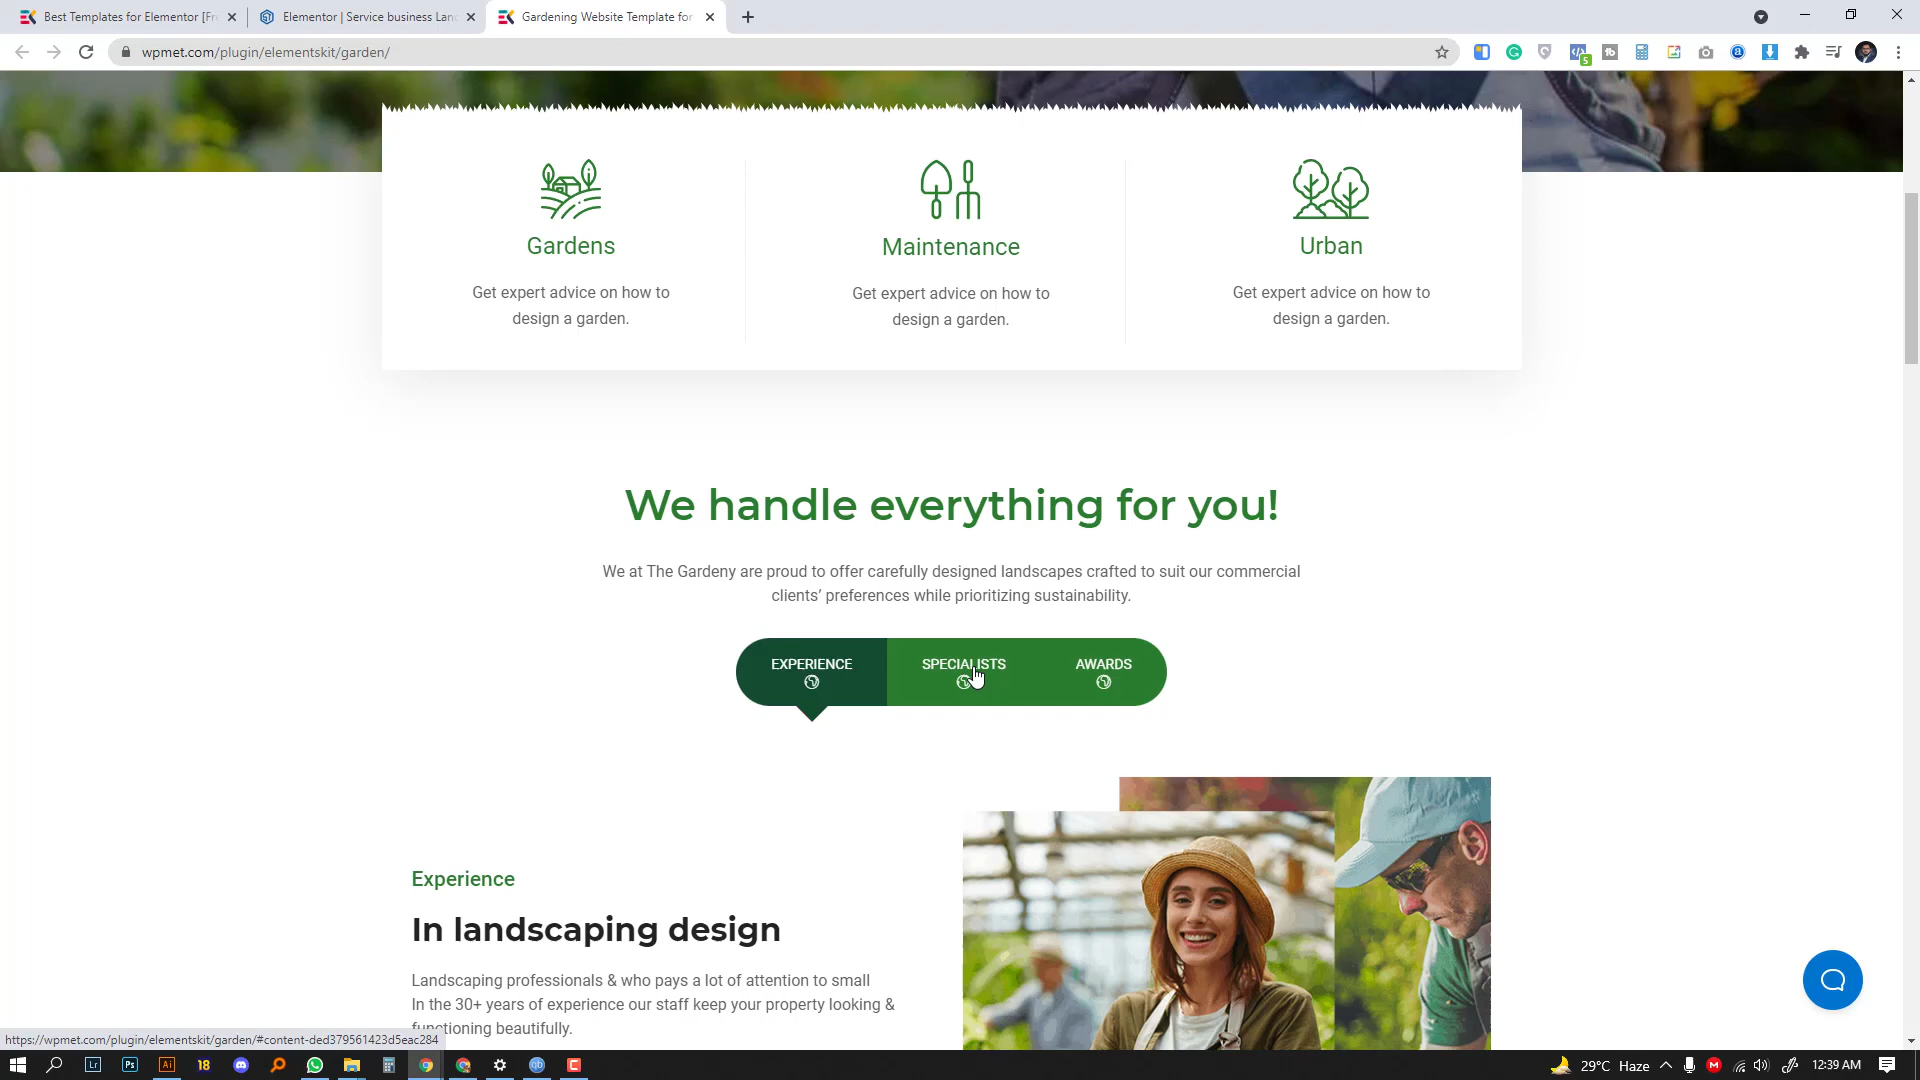 Best Templates for Elementor [Fr
Elementor | Service business Lan
Gardening Website Template for
wpmet.com/plugin/elementskit/garden/
5
Gardens
Maintenance
Urban
Get expert advice on how to
design a garden.
Get expert advice on how to
design a garden.
Get expert advice on how to
design a garden.
We handle everything for you!
We at The Gardeny are proud to offer carefully designed landscapes crafted to suit our commercial
clients’ preferences while prioritizing sustainability.
EXPERIENCE
SPECIALISTS
AWARDS
Experience
In landscaping design
Landscaping professionals & who pays a lot of attention to small
In the 30+ years of experience our staff keep your property looking &
functioning beautifully.
https://wpmet.com/plugin/elementskit/garden/#content-ded379561423d5eac284
Lr
Ps
Ai
18
qb
C
M
29°C Haze
12:39 AM